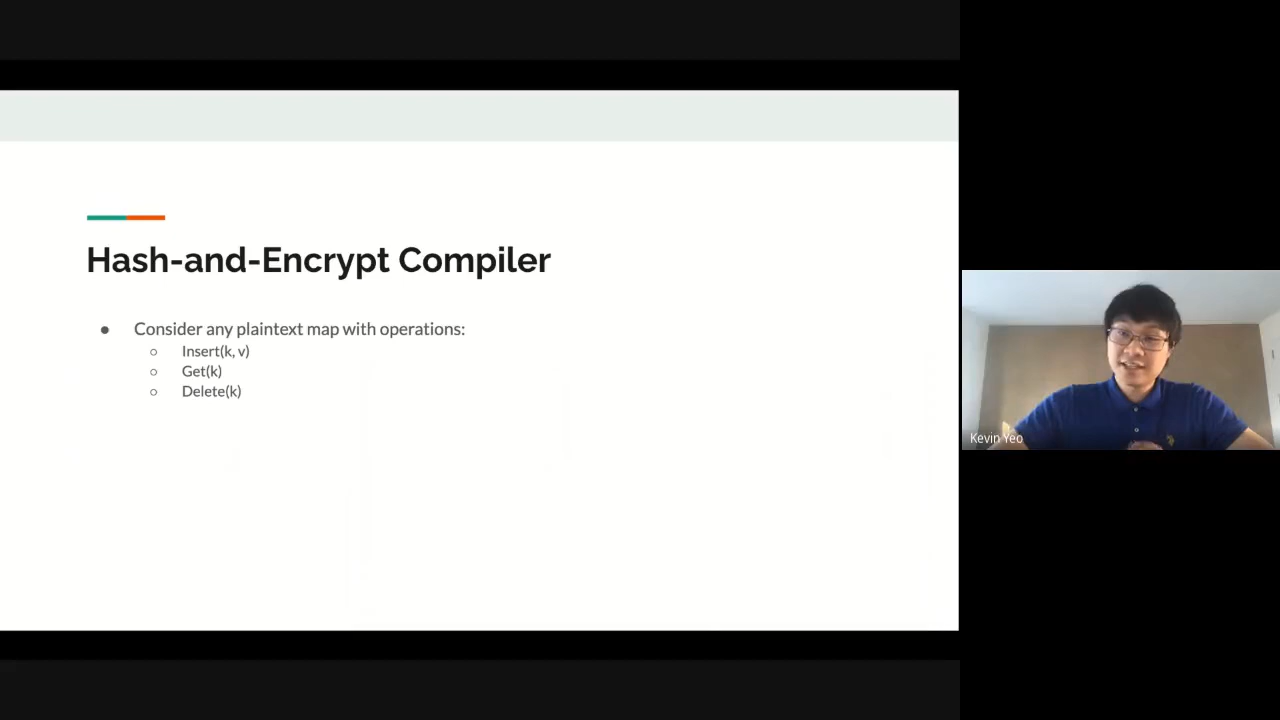 Hash-and-Encrypt Compiler
● Consider any plaintext map with operations:
○ Insert(k, v)
○ Get(k)
○ Delete(k)
Kevin Yeo